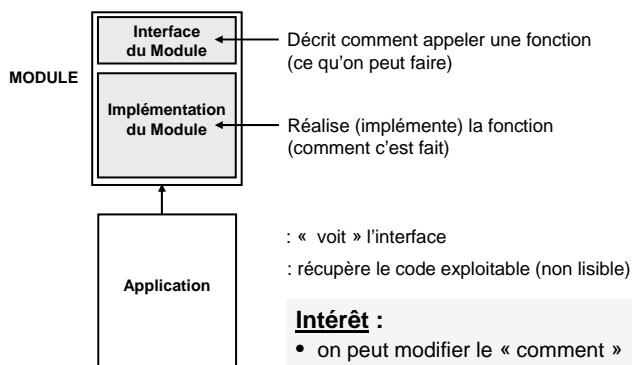 Interface
du Module
Décrit comment appeler une fonction
(ce qu'on peut faire)
MODULE
Implémentation
du Module
Réalise (implémente) la fonction
(comment c'est fait)
Application
: « voit » l'interface
: récupère le code exploitable (non lisible)
Intérêt :
• on peut modifier le « comment »